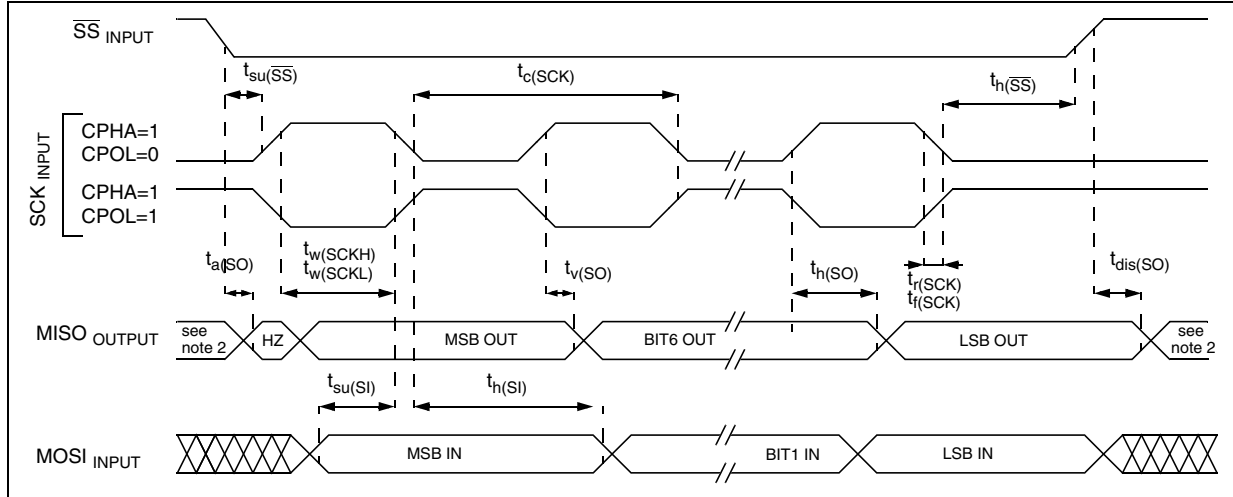 SS INPUT
tsu(SS)
tc(SCK)
th(SS)
SCK INPUT
CPHA=1
CPOL=0
CPHA=1
CPOL=1
ta(SO)
tw(SCKH)
tw(SCKL)
tv(SO)
th(SO)
tr(SCK)
tf(SCK)
tdis(SO)
MISO OUTPUT
see
note 2
HZ
MSB OUT
BIT6 OUT
LSB OUT
see
note 2
tsu(SI)
th(SI)
MOSI INPUT
MSB IN
BIT1 IN
LSB IN